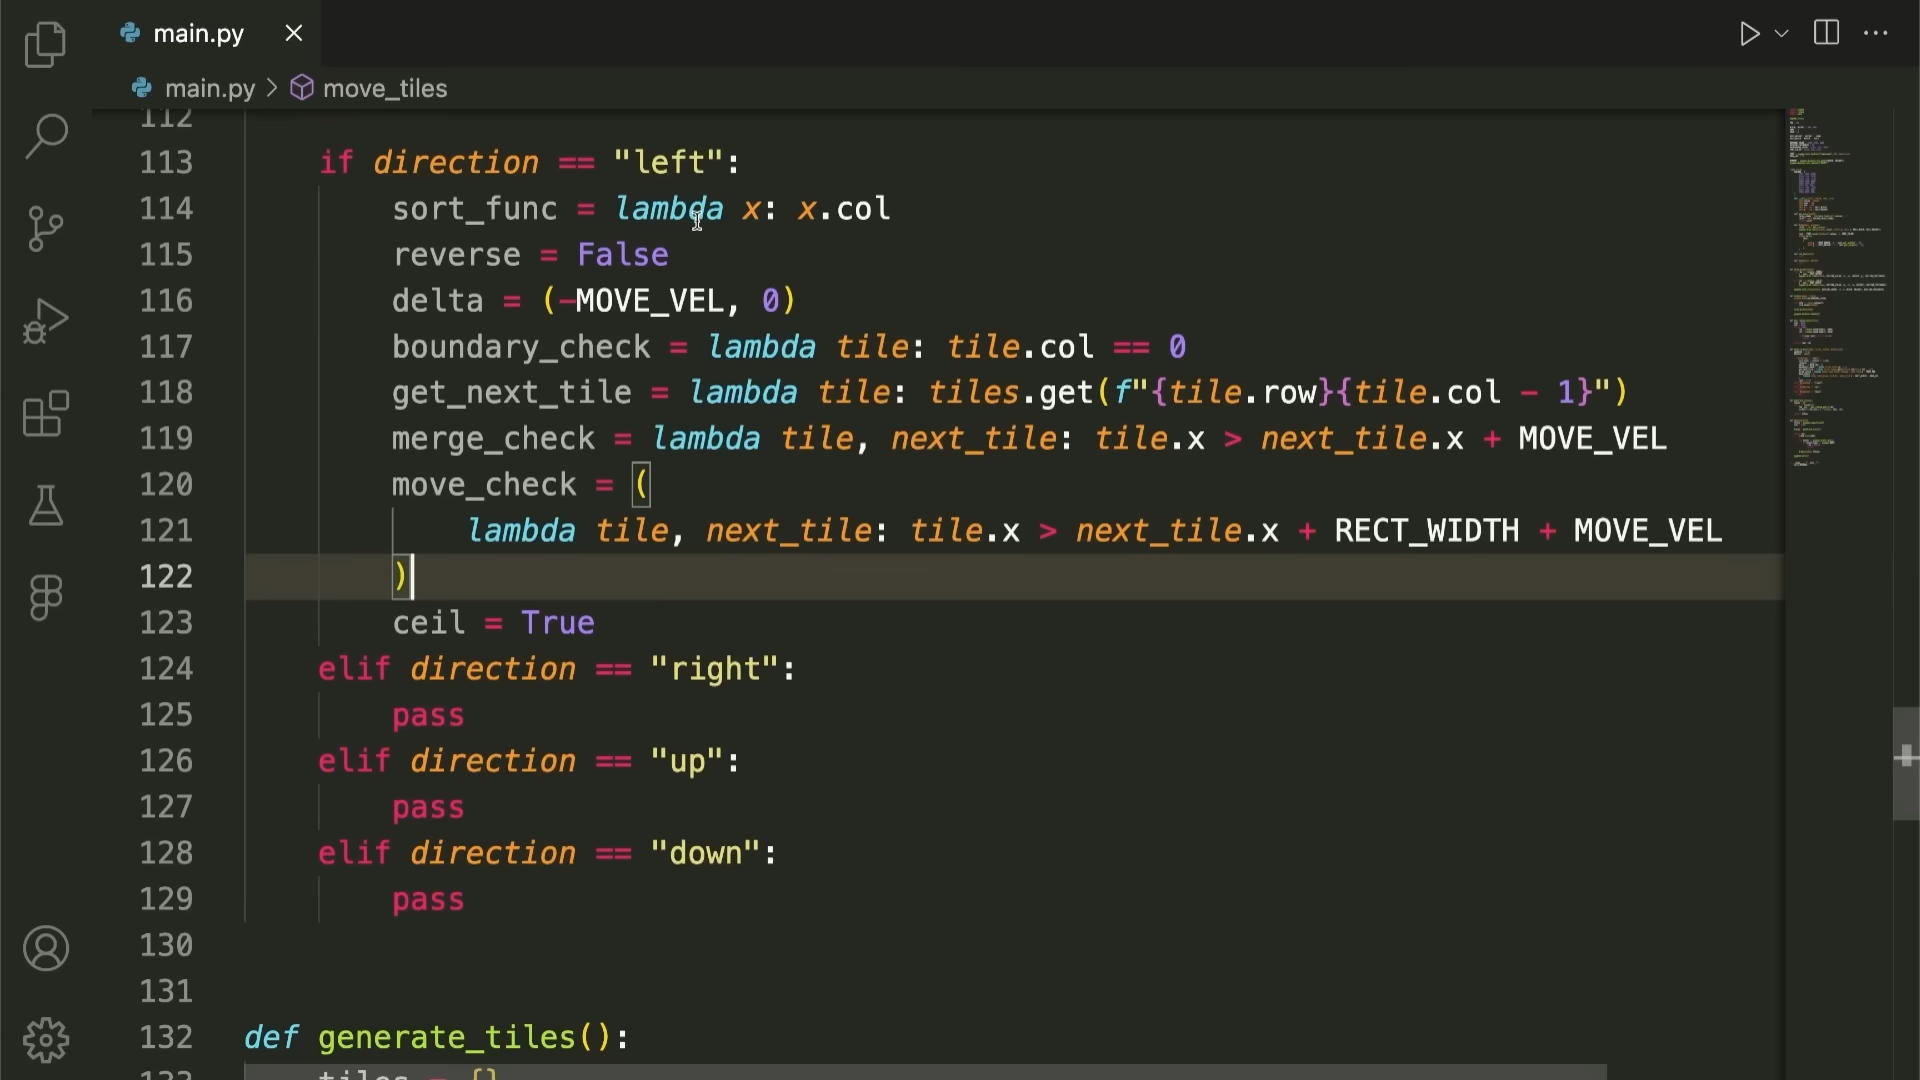 main.py
main.py > move_tiles
112
113 if direction == "left":
114 sort_func = lambda x: x.col
115 reverse = False
116 delta = (-MOVE_VEL, 0)
117 boundary_check = lambda tile: tile.col == 0
118 get_next_tile = lambda tile: tiles.get(f"{tile.row}{tile.col - 1}")
119 merge_check = lambda tile, next_tile: tile.x > next_tile.x + MOVE_VEL
120 move_check = (
121 lambda tile, next_tile: tile.x > next_tile.x + RECT_WIDTH + MOVE_VEL
122 )
123 ceil = True
124 elif direction == "right":
125 pass
126 elif direction == "up":
127 pass
128 elif direction == "down":
129 pass
130
131
132 def generate_tiles():
133 tiles = {}